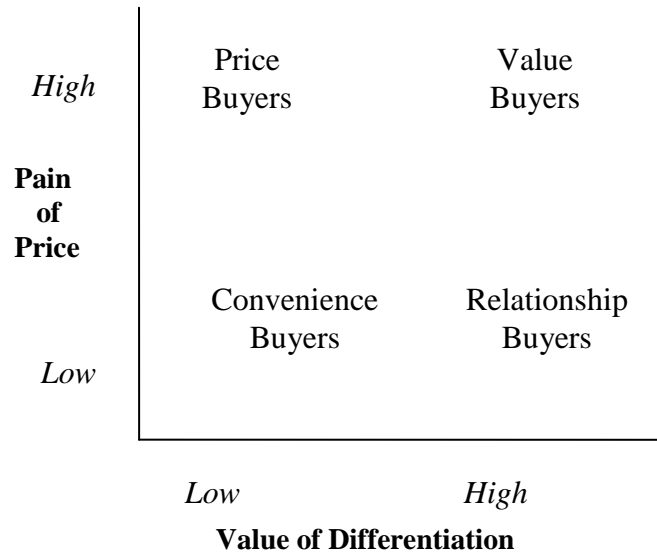 Price
Buyers
Value
Buyers
High
Pain
of
Price
Convenience
Buyers
Relationship
Buyers
Low
Low
High
Value of Differentiation